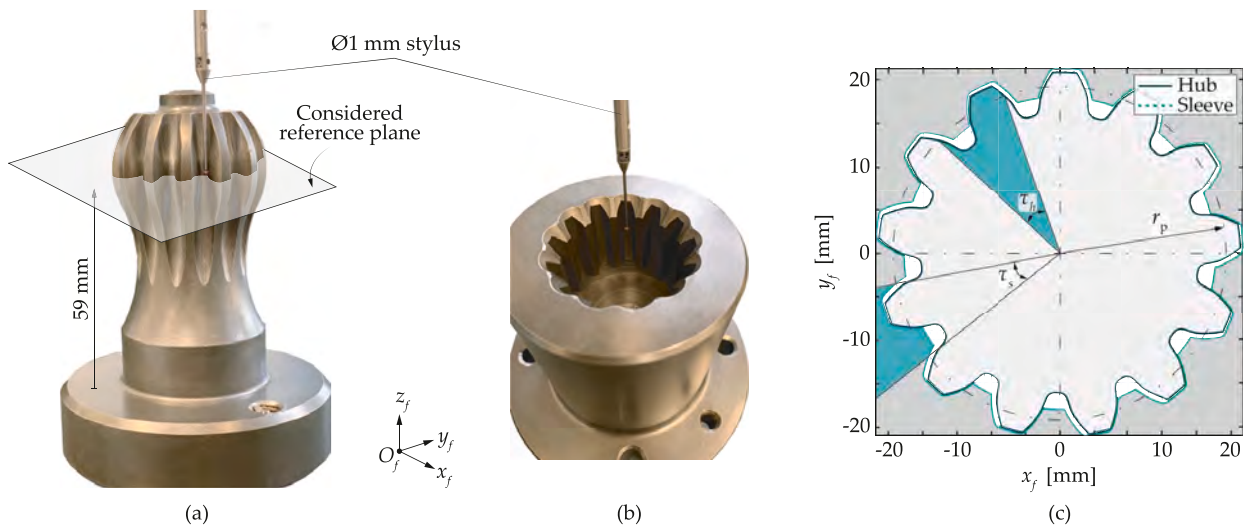 Ø1 mm stylus
Considered
reference plane
59 mm
z_f
y_f
O_f
x_f
(a)
(b)
Hub
Sleeve
20
10
0
-10
-20
y_f [mm]
τ_h
r_p
τ_s
-20
-10
0
10
20
x_f [mm]
(c)